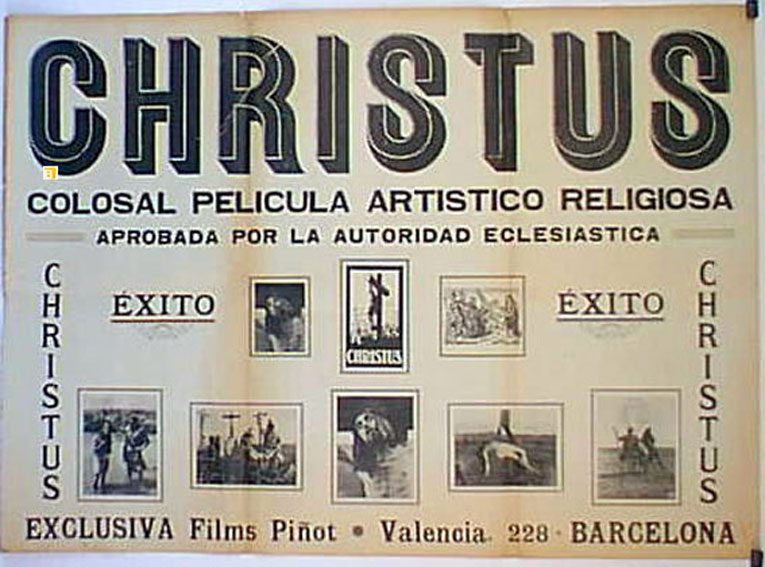 CHRISTUS
COLOSAL PELICULA ARTISTICO RELIGIOSA
APROBADA POR LA AUTORIDAD ECLESIASTICA
CHRISTUS
ÉXITO
CHRISTUS
ÉXITO
CHRISTUS
EXCLUSIVA Films Piñot • Valencia. 228 - BARCELONA